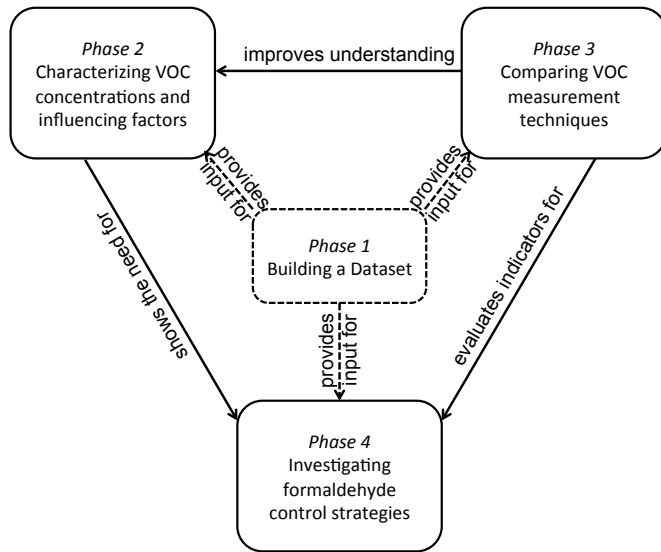 Phase 2
Characterizing VOC
concentrations and
influencing factors
improves understanding
Phase 3
Comparing VOC
measurement
techniques
provides
input for
provides
input for
Phase 1
Building a Dataset
shows the need for
provides
input for
evaluates indicators for
Phase 4
Investigating
formaldehyde
control strategies